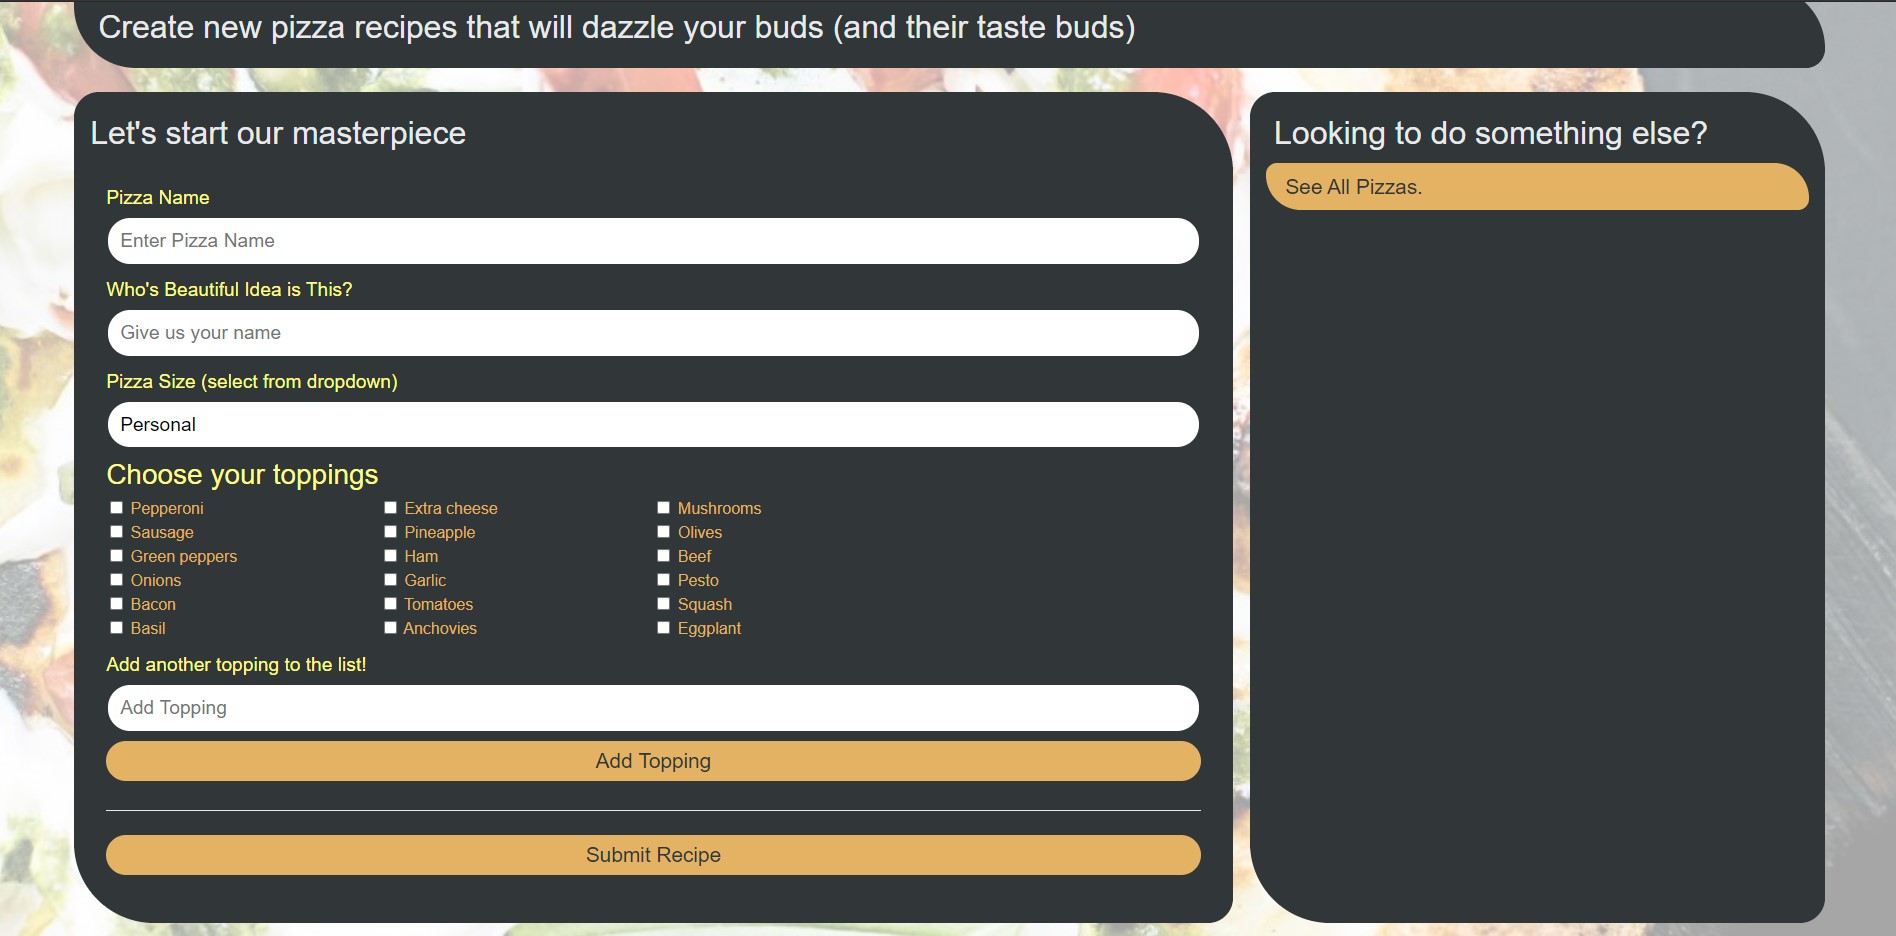 Create new pizza recipes that will dazzle your buds (and their taste buds)
Let's start our masterpiece
Pizza Name
Enter Pizza Name
Who's Beautiful Idea is This?
Give us your name
Pizza Size (select from dropdown)
Personal
Choose your toppings
Pepperoni Extra cheese Mushrooms
Sausage Pineapple Olives
Green peppers Ham Beef
Onions Garlic Pesto
Bacon Tomatoes Squash
Basil Anchovies Eggplant
Add another topping to the list!
Add Topping
Add Topping
Submit Recipe
Looking to do something else?
See All Pizzas.